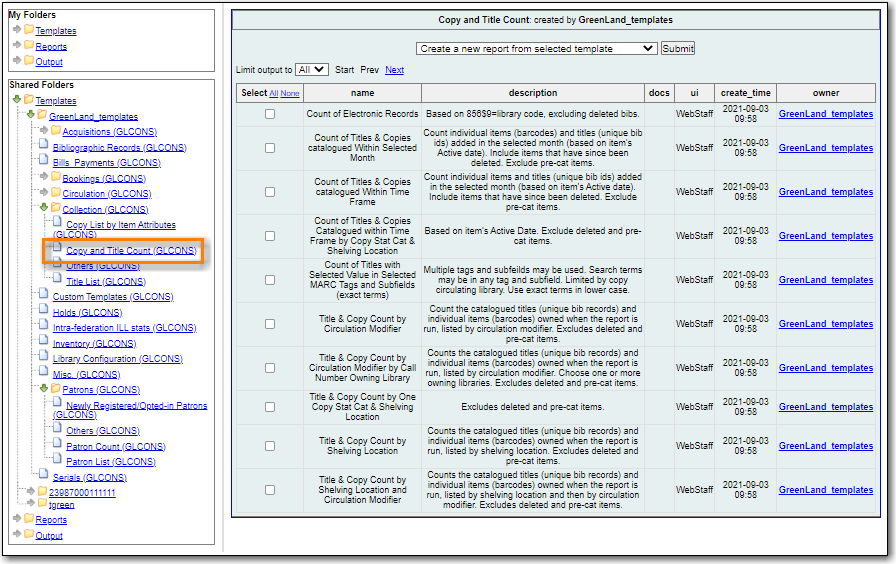 My Folders
Templates
Reports
Output
Shared Folders
Templates
GreenLand_templates
Acquisitions (GLCONS)
Bibliographic Records (GLCONS)
Bills_Payments (GLCONS)
Bookings (GLCONS)
Circulation (GLCONS)
Collection (GLCONS)
Copy List by Item Attributes
(GLCONS)
Copy and Title Count (GLCONS)
Others (GLCONS)
Title List (GLCONS)
Custom Templates (GLCONS)
Holds (GLCONS)
Intra-federation ILL stats (GLCONS)
Inventory (GLCONS)
Library Configuration (GLCONS)
Misc. (GLCONS)
Patrons (GLCONS)
Newly Registered/Opted-in Patrons
(GLCONS)
Others (GLCONS)
Patron Count (GLCONS)
Patron List (GLCONS)
Serials (GLCONS)
23987000111111
tgreen
Reports
Output
Copy and Title Count: created by GreenLand_templates
Create a new report from selected template Submit
Limit output to All Start Prev Next
Select All None name description docs ui create_time owner
Count of Electronic Records Based on 856$9=library code, excluding deleted bibs. WebStaff 2021-09-03
09:58 GreenLand_templates
Count of Titles & Copies
catalogued Within Selected
Month Count individual items (barcodes) and titles (unique bib
ids) added in the selected month (based on item's
Active date). Include items that have since been
deleted. Exclude pre-cat items. WebStaff 2021-09-03
09:58 GreenLand_templates
Count of Titles & Copies
catalogued Within Time
Frame Count individual items and titles (unique bib ids) added
in the selected month (based on item's Active date).
Include items that have since been deleted. Exclude
pre-cat items. WebStaff 2021-09-03
09:58 GreenLand_templates
Count of Titles & Copies
Catalogued within Time
Frame by Copy Stat Cat &
Shelving Location Based on item's Active Date. Exclude deleted and pre-
cat items. WebStaff 2021-09-03
09:58 GreenLand_templates
Count of Titles with
Selected Value in Selected
MARC Tags and Subfields
(exact terms) Multiple tags and subfeilds may be used. Search terms
may be in any tag and subfield. Limited by copy
circulating library. Use exact terms in lower case. WebStaff 2021-09-03
09:58 GreenLand_templates
Title & Copy Count by
Circulation Modifier Count the catalogued titles (unique bib records) and
individual items (barcodes) owned when the report is
run, listed by circulation modifier. Excludes deleted and
pre-cat items. WebStaff 2021-09-03
09:58 GreenLand_templates
Title & Copy Count by
Circulation Modifier by Call
Number Owning Library Counts the catalogued titles (unique bib records) and
individual items (barcodes) owned when the report is
run, listed by circulation modifier. Choose one or more
owning libraries. Excludes deleted and pre-cat items. WebStaff 2021-09-03
09:58 GreenLand_templates
Title & Copy Count by One
Copy Stat Cat & Shelving
Location Excludes deleted and pre-cat items. WebStaff 2021-09-03
09:58 GreenLand_templates
Title & Copy Count by
Shelving Location Counts the catalogued titles (unique bib records) and
individual items (barcodes) owned when the report is
run, listed by shelving location. Excludes deleted and
pre-cat items. WebStaff 2021-09-03
09:58 GreenLand_templates
Title & Copy Count by
Shelving Location and
Circulation Modifier Counts the catalogued titles (unique bib records) and
individual items (barcodes) owned when the report is
run, listed by shelving location and then by circulation
modifier. Excludes deleted and pre-cat items. WebStaff 2021-09-03
09:58 GreenLand_templates